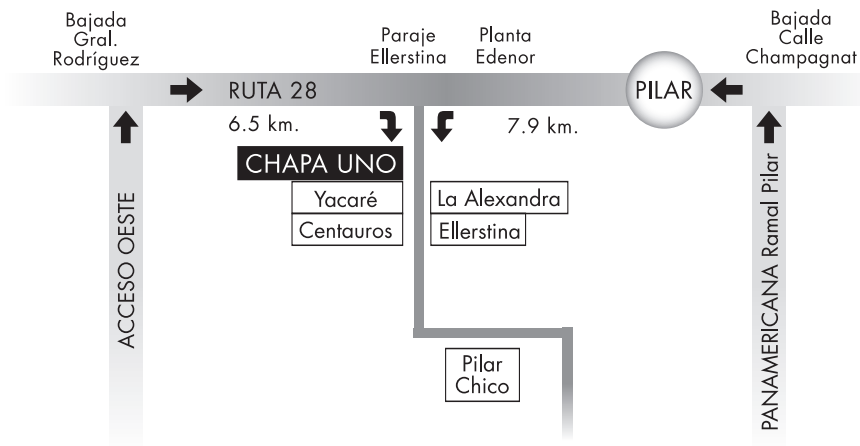 Bajada
Gral.
Rodríguez
Paraje
Ellerstina
Planta
Edenor
Bajada
Calle
Champagnat
RUTA 28
PILAR
6.5 km.
7.9 km.
CHAPA UNO
Yacaré
La Alexandra
Centauros
Ellerstina
ACCESO OESTE
PANAMERICANA Ramal Pilar
Pilar
Chico